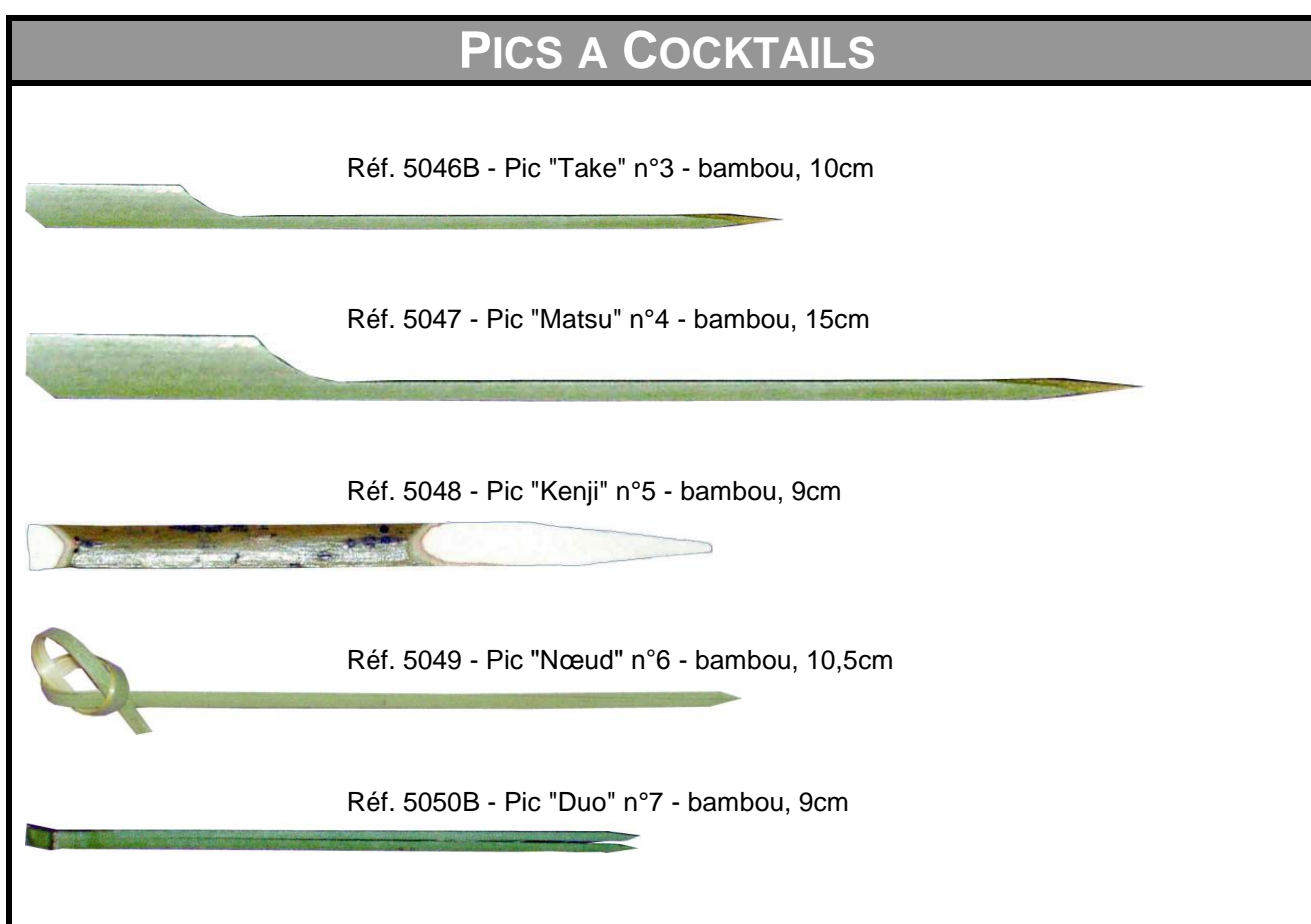 PICS A COCKTAILS
Réf. 5046B - Pic "Take" n°3 - bambou, 10cm
Réf. 5047 - Pic "Matsu" n°4 - bambou, 15cm
Réf. 5048 - Pic "Kenji" n°5 - bambou, 9cm
Réf. 5049 - Pic "Nœud" n°6 - bambou, 10,5cm
Réf. 5050B - Pic "Duo" n°7 - bambou, 9cm